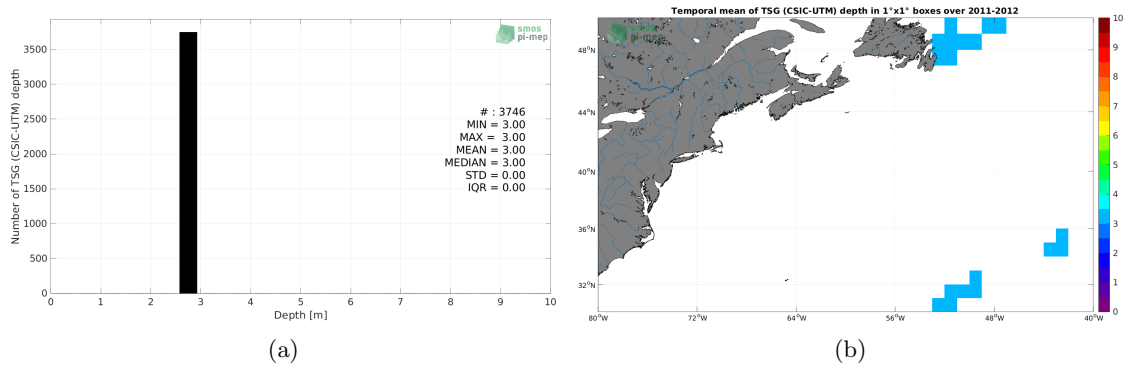 smos
pi-mep
3500
3000
2500
2000
1500
1000
500
0
Number of TSG (CSIC-UTM) depth
# : 3746
MIN = 3.00
MAX = 3.00
MEAN = 3.00
MEDIAN = 3.00
STD = 0.00
IQR = 0.00
0 1 2 3 4 5 6 7 8 9 10
Depth [m]
(a)
Temporal mean of TSG (CSIC-UTM) depth in 1°x1° boxes over 2011-2012
smos
pi-mep
48°N
44°N
40°N
36°N
32°N
80°W 72°W 64°W 56°W 48°W 40°W
10
9
8
7
6
5
4
3
2
1
0
(b)